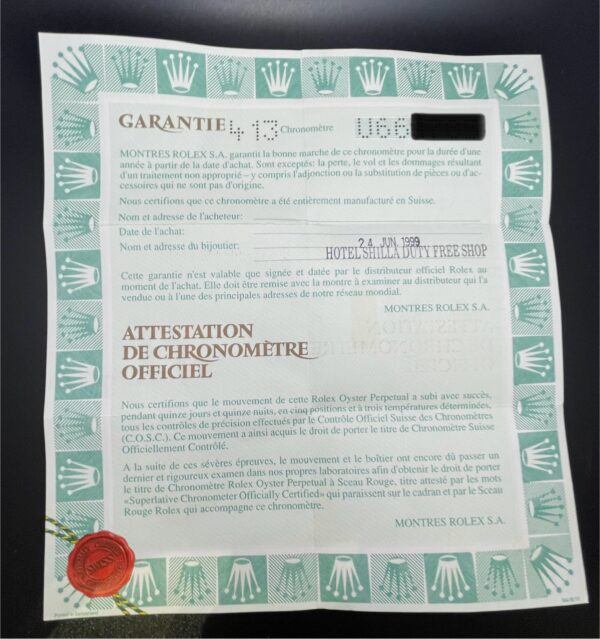 GARANTIE 413 Chronomètre U66
MONTRES ROLEX S.A. garantit la bonne marche de ce chronomètre pour la durée d'une
année à partir de la date d'achat. Sont exceptés: la perte, le vol et les dommages résultant
d'un traitement non approprié – y compris l'adjonction ou la substitution de pièces ou d'ac-
cessoires qui ne sont pas d'origine.
Nous certifions que ce chronomètre a été entièrement manufacturé en Suisse.
Nom et adresse de l'acheteur:
Date de l'achat:
24 JUN 1999
Nom et adresse du bijoutier:
HOTEL SHILLA DUTY FREE SHOP
Cette garantie n'est valable que signée et datée par le distributeur officiel Rolex au
moment de l'achat. Elle doit être remise avec la montre à examiner au distributeur qui l'a
vendue ou à l'une des principales adresses de notre réseau mondial.
MONTRES ROLEX S.A.
ATTESTATION
DE CHRONOMÈTRE
OFFICIEL
Nous certifions que le mouvement de cette Rolex Oyster Perpetual a subi avec succès,
pendant quinze jours et quinze nuits, en cinq positions et à trois températures déterminées,
tous les contrôles de précision effectués par le Contrôle Officiel Suisse des Chronomètres
(C.O.S.C.). Ce mouvement a ainsi acquis le droit de porter le titre de Chronomètre Suisse
Officiellement Contrôlé.
A la suite de ces sévères épreuves, le mouvement et le boîtier ont encore dû passer un
dernier et rigoureux examen dans nos propres laboratoires afin d'obtenir le droit de porter
le titre de Chronomètre Rolex Oyster Perpetual à Sceau Rouge, titre attesté par les mots
«Superlative Chronometer Officially Certified» qui paraissent sur le cadran et par le Sceau
Rouge Rolex qui accompagne ce chronomètre.
MONTRES ROLEX S.A.
SWISS
Printed in Switzerland